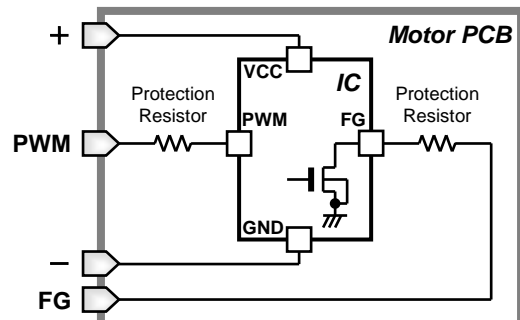 +
Motor PCB
VCC
IC
Protection
Resistor
Protection
Resistor
PWM
PWM
FG
GND
−
FG